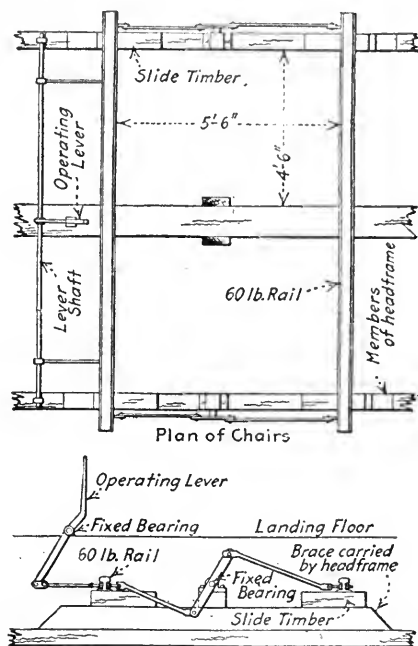 Slide Timber
5'-6"
4'-6"
Operating
Lever
Lever
Shaft
60 lb. Rail
Members
of headframe
Plan of Chairs
Operating Lever
Fixed Bearing
Landing Floor
60 lb. Rail
Brace carried
by headframe
Fixed
Bearing
Slide Timber